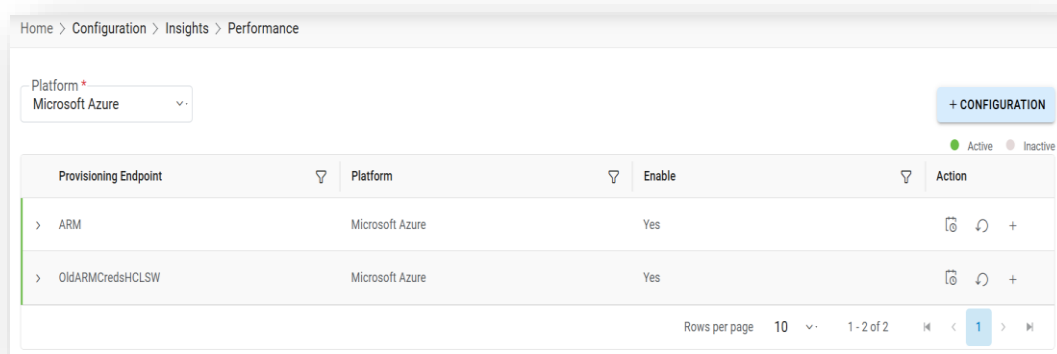 Home > Configuration > Insights > Performance
Platform *
Microsoft Azure
+ CONFIGURATION
Active Inactive
Provisioning Endpoint Platform Enable Action
ARM Microsoft Azure Yes
OldARMCredsHCLSW Microsoft Azure Yes
Rows per page 10 1 - 2 of 2 1